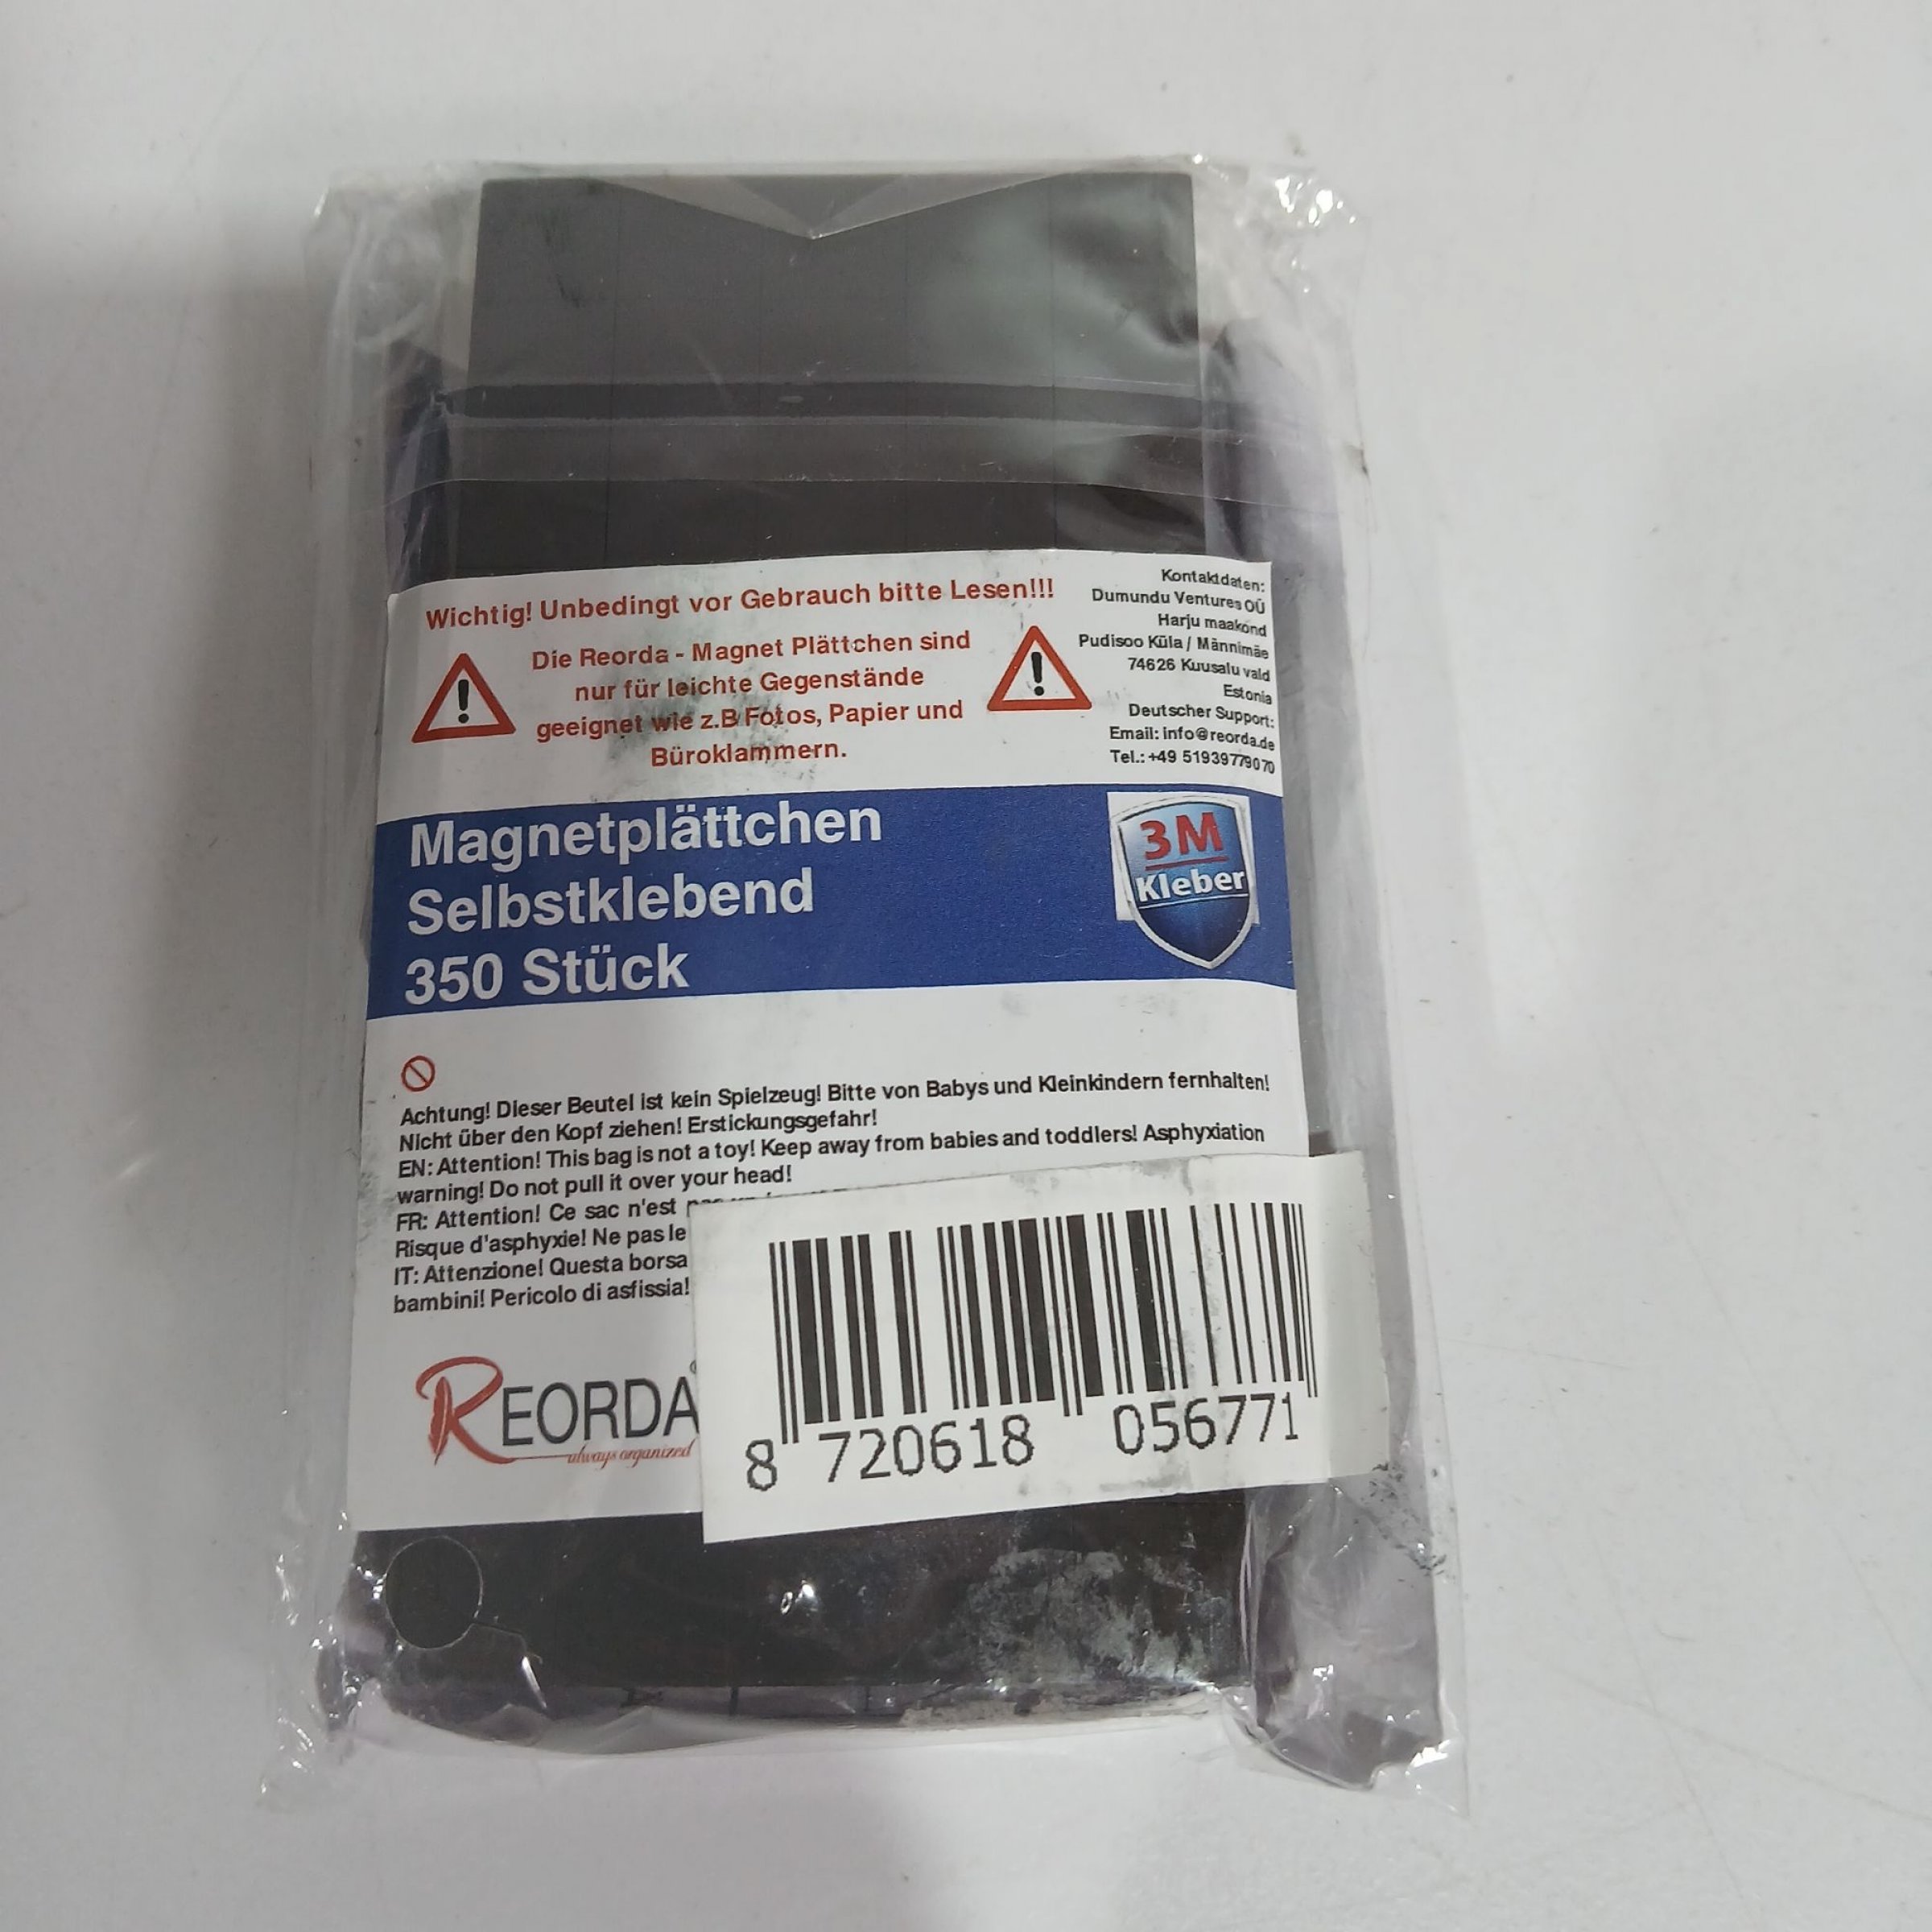 Wichtig! Unbedingt vor Gebrauch bitte Lesen!!!
Die Reorda - Magnet Plättchen sind
nur für leichte Gegenstände
geeignet wie z.B Fotos, Papier und
Büroklammern.
Kontaktdaten:
Dumundu Ventures OÜ
Harju maakond
Pudisoo Küla / Männimäe
74626 Kuusalu vald
Estonia
Deutscher Support:
Email: info@reorda.de
Tel.: +49 51939779070
Magnetplättchen
Selbstklebend
350 Stück
3M
Kleber
Achtung! Dieser Beutel ist kein Spielzeug! Bitte von Babys und Kleinkindern fernhalten!
Nicht über den Kopf ziehen! Erstickungsgefahr!
EN: Attention! This bag is not a toy! Keep away from babies and toddlers! Asphyxiation
warning! Do not pull it over your head!
FR: Attention! Ce sac n'est
Risque d'asphyxie! Ne pas le
IT: Attenzione! Questa borsa
bambini! Pericolo di asfissia!
REORDA
always organized
8 720618 056771